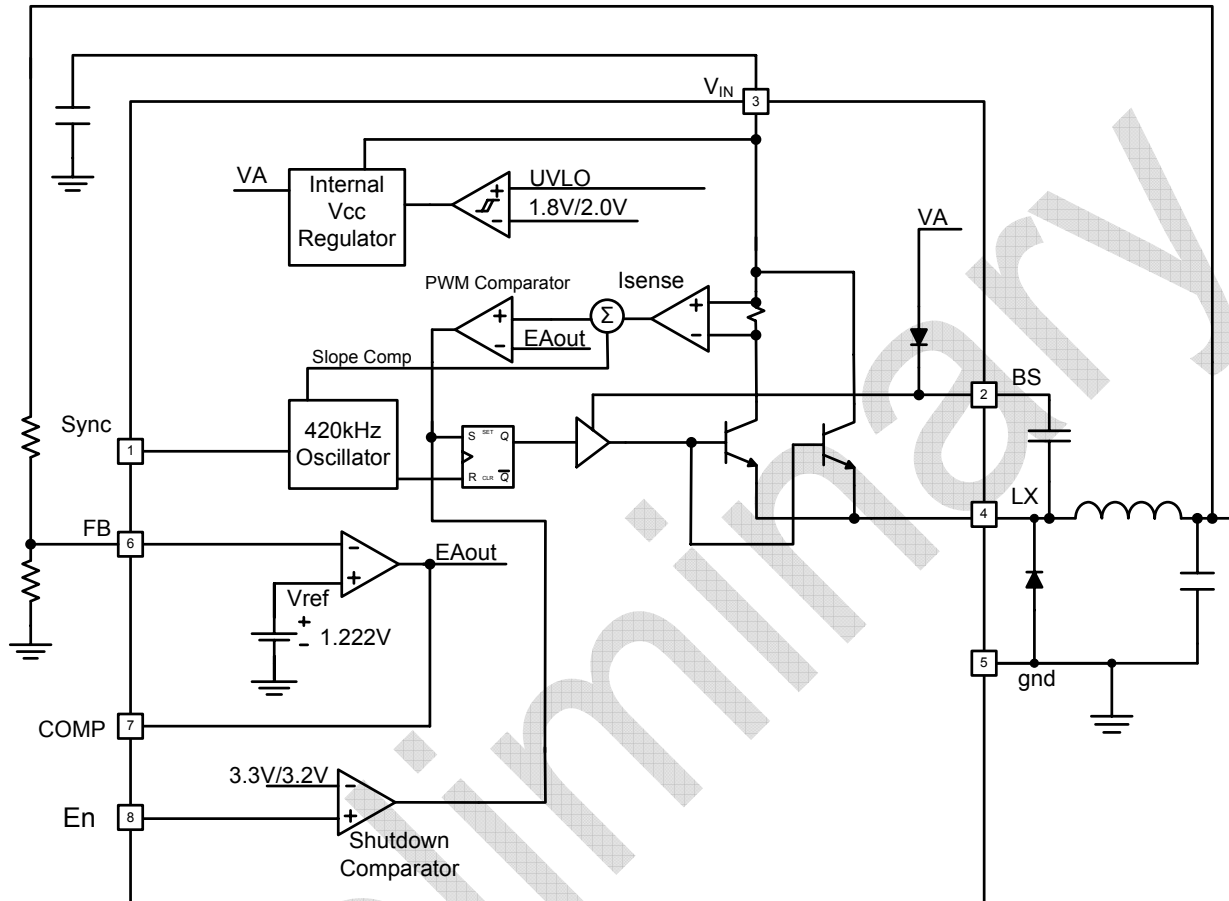 V_IN
3
VA
Internal
Vcc
Regulator
+
UVLO
1.8V/2.0V
-
VA
PWM Comparator
Isense
+
-
Σ
+
EAout
-
Slope Comp
BS
2
Sync
1
420kHz
Oscillator
S SET Q
R CLR Q̅
LX
4
FB
6
-
+
EAout
Vref
+
-
1.222V
5
gnd
COMP
7
3.3V/3.2V
-
+
En
8
Shutdown
Comparator
liminary